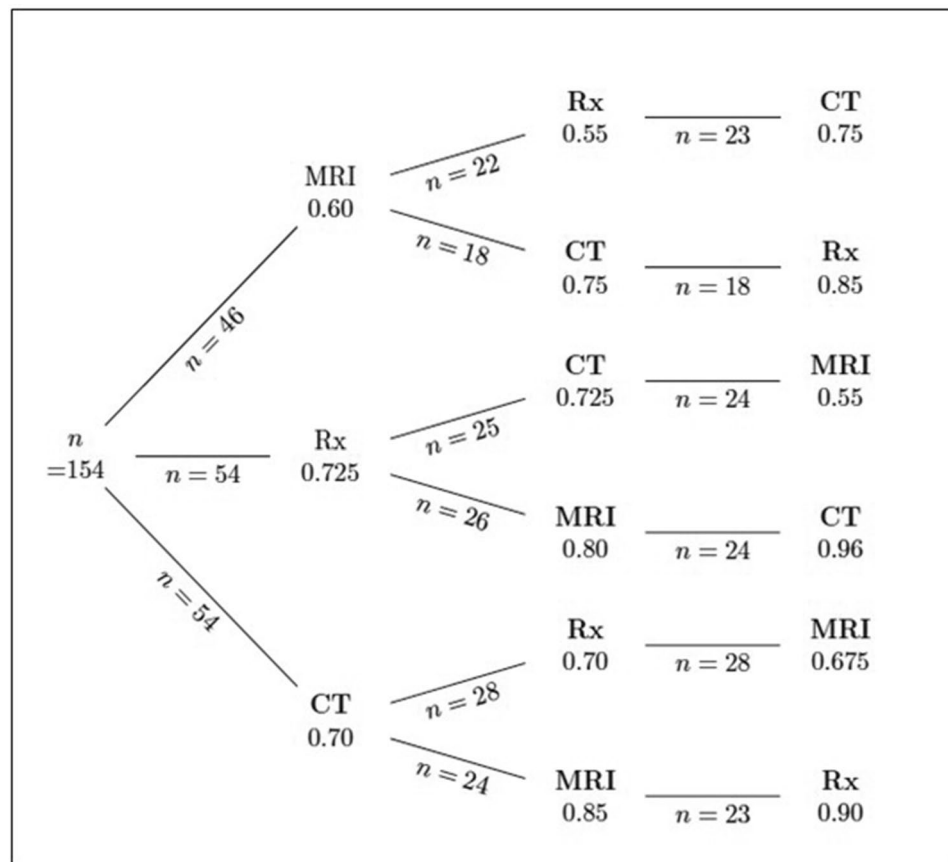 Rx
0.55
n = 23
CT
0.75
MRI
0.60
n = 22
n = 18
CT
0.75
n = 18
Rx
0.85
n = 46
CT
0.725
n = 24
MRI
0.55
n
=154
n = 54
Rx
0.725
n = 25
n = 26
MRI
0.80
n = 24
CT
0.96
n = 54
Rx
0.70
n = 28
MRI
0.675
CT
0.70
n = 28
n = 24
MRI
0.85
n = 23
Rx
0.90